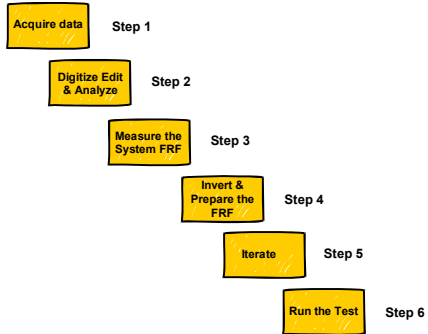 Acquire data
Step 1
Digitize Edit
& Analyze
Step 2
Measure the
System FRF
Step 3
Invert &
Prepare the
FRF
Step 4
Iterate
Step 5
Run the Test
Step 6